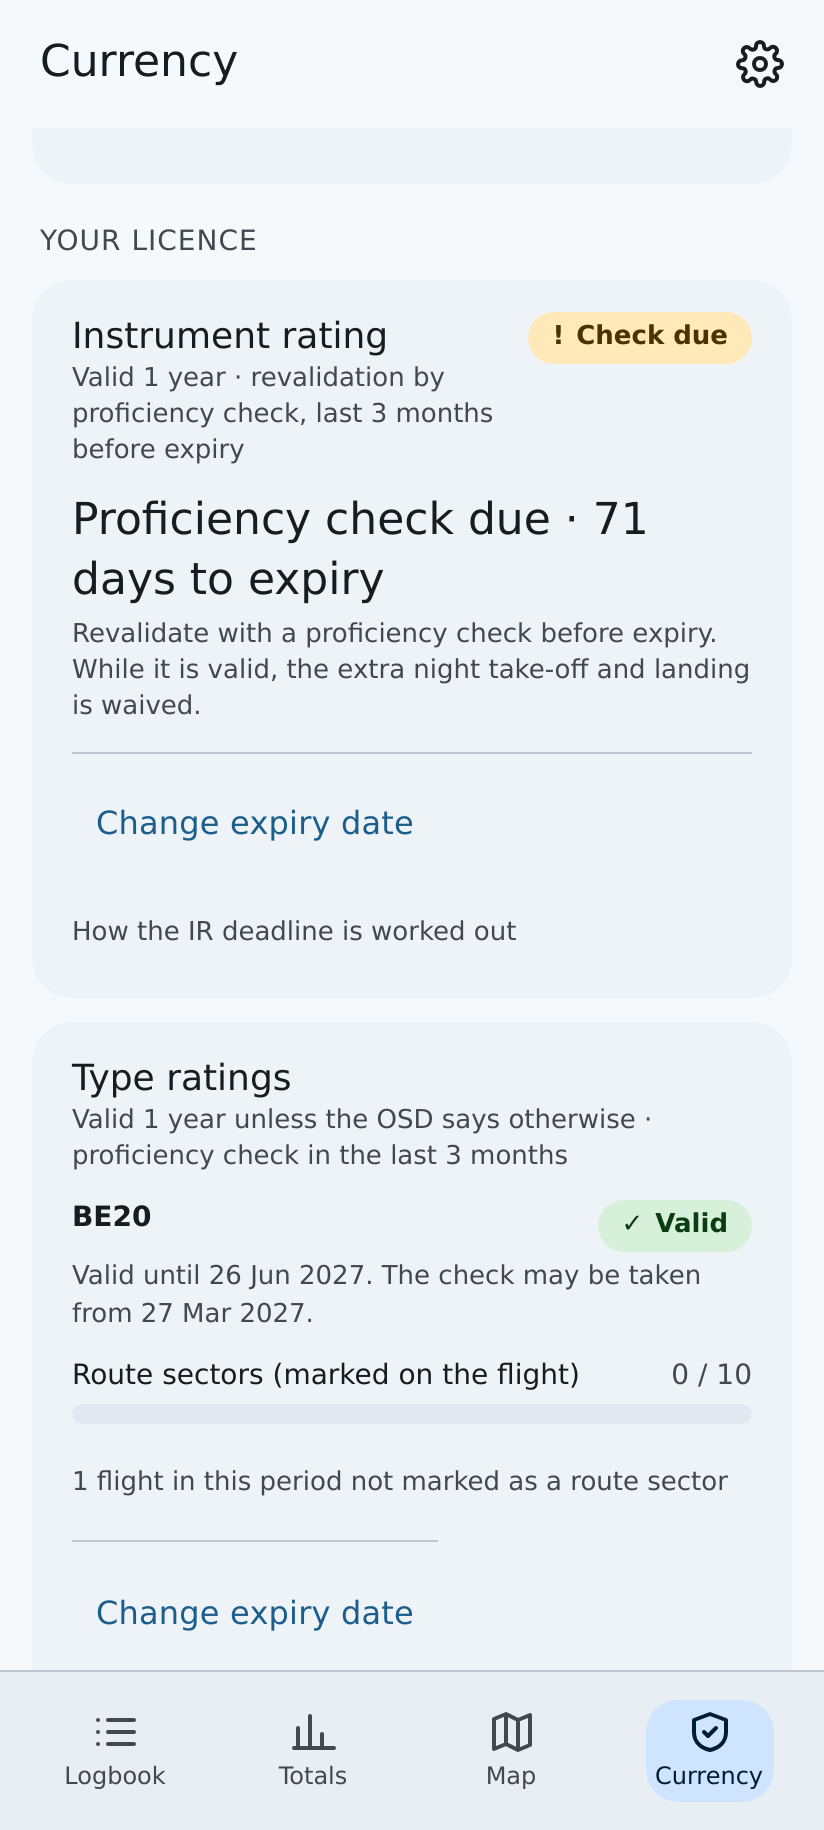 Currency
YOUR LICENCE
Instrument rating
! Check due
Valid 1 year · revalidation by
proficiency check, last 3 months
before expiry
Proficiency check due · 71
days to expiry
Revalidate with a proficiency check before expiry.
While it is valid, the extra night take-off and landing
is waived.
Change expiry date
How the IR deadline is worked out
Type ratings
Valid 1 year unless the OSD says otherwise ·
proficiency check in the last 3 months
BE20
✓ Valid
Valid until 26 Jun 2027. The check may be taken
from 27 Mar 2027.
Route sectors (marked on the flight) 0 / 10
1 flight in this period not marked as a route sector
Change expiry date
Logbook Totals Map Currency